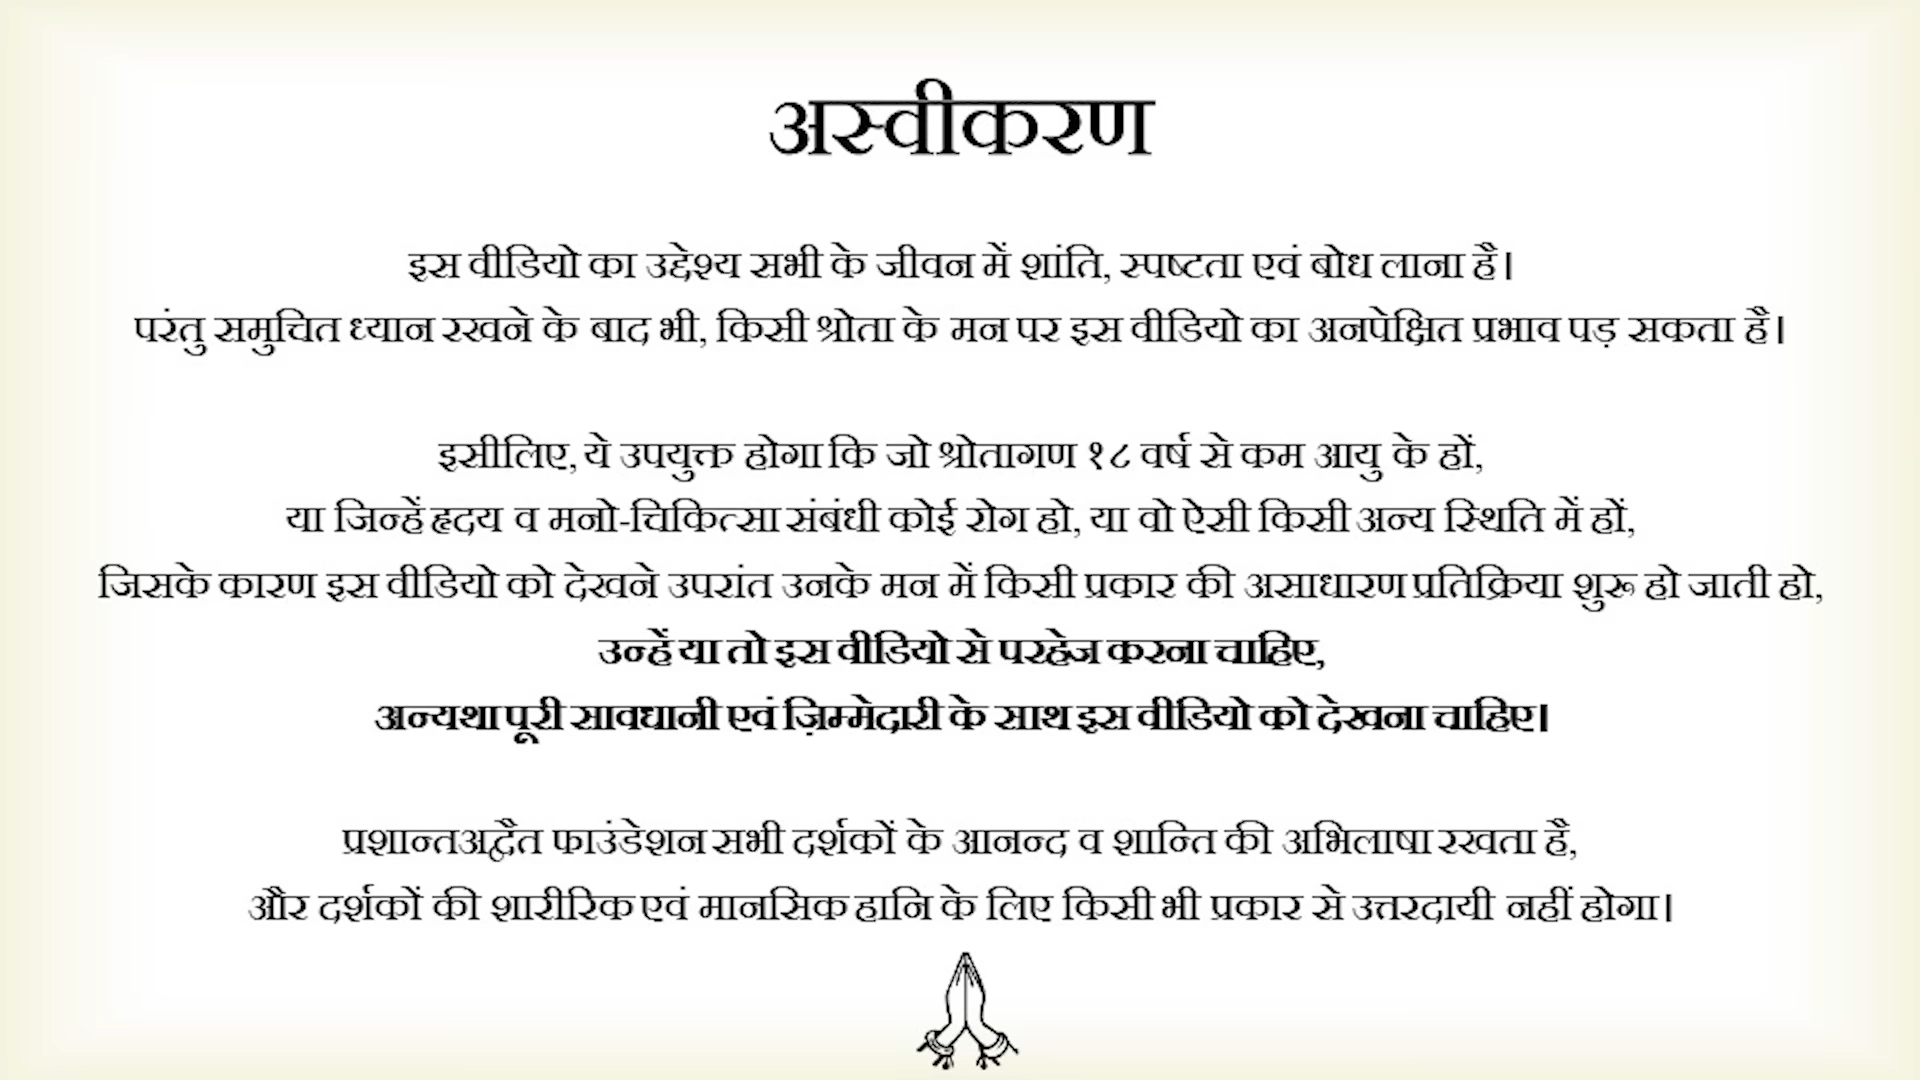 अस्वीकरण
इस वीडियो का उद्देश्य सभी के जीवन में शांति, स्पष्टता एवं बोध लाना है।
परंतु समुचित ध्यान रखने के बाद भी, किसी श्रोता के मन पर इस वीडियो का अनपेक्षित प्रभाव पड़ सकता है।
इसीलिए, ये उपयुक्त होगा कि जो श्रोतागण १८ वर्ष से कम आयु के हों,
या जिन्हें हृदय व मनो-चिकित्सा संबंधी कोई रोग हो, या वो ऐसी किसी अन्य स्थिति में हों,
जिसके कारण इस वीडियो को देखने उपरांत उनके मन में किसी प्रकार की असाधारण प्रतिक्रिया शुरू हो जाती हो,
उन्हें या तो इस वीडियो से परहेज करना चाहिए,
अन्यथा पूरी सावधानी एवं ज़िम्मेदारी के साथ इस वीडियो को देखना चाहिए।
प्रशान्तअद्वैत फाउंडेशन सभी दर्शकों के आनन्द व शान्ति की अभिलाषा रखता है,
और दर्शकों की शारीरिक एवं मानसिक हानि के लिए किसी भी प्रकार से उत्तरदायी नहीं होगा।